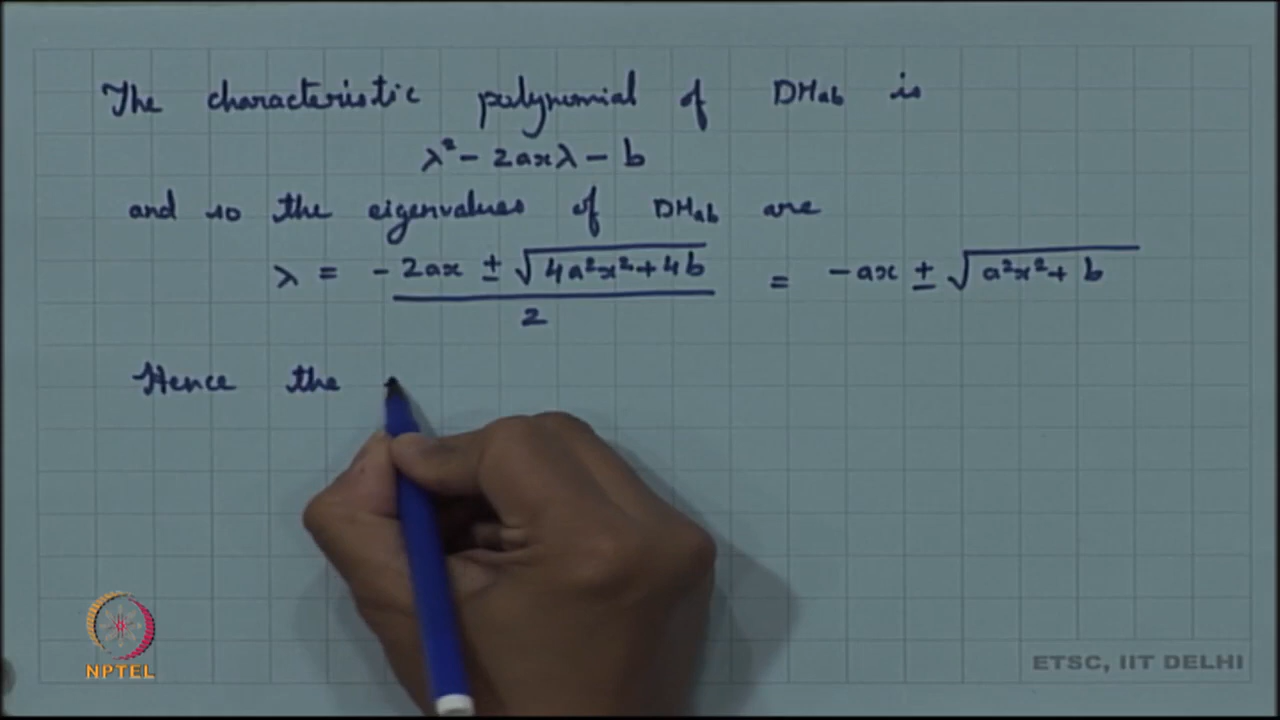 The characteristic polynomial of DHab is
λ² - 2axλ - b
and so the eigenvalues of DHab are
λ = - 2ax ± √4a²x²+4b / 2 = -ax ± √a²x²+ b
Hence the
NPTEL
ETSC, IIT DELHI